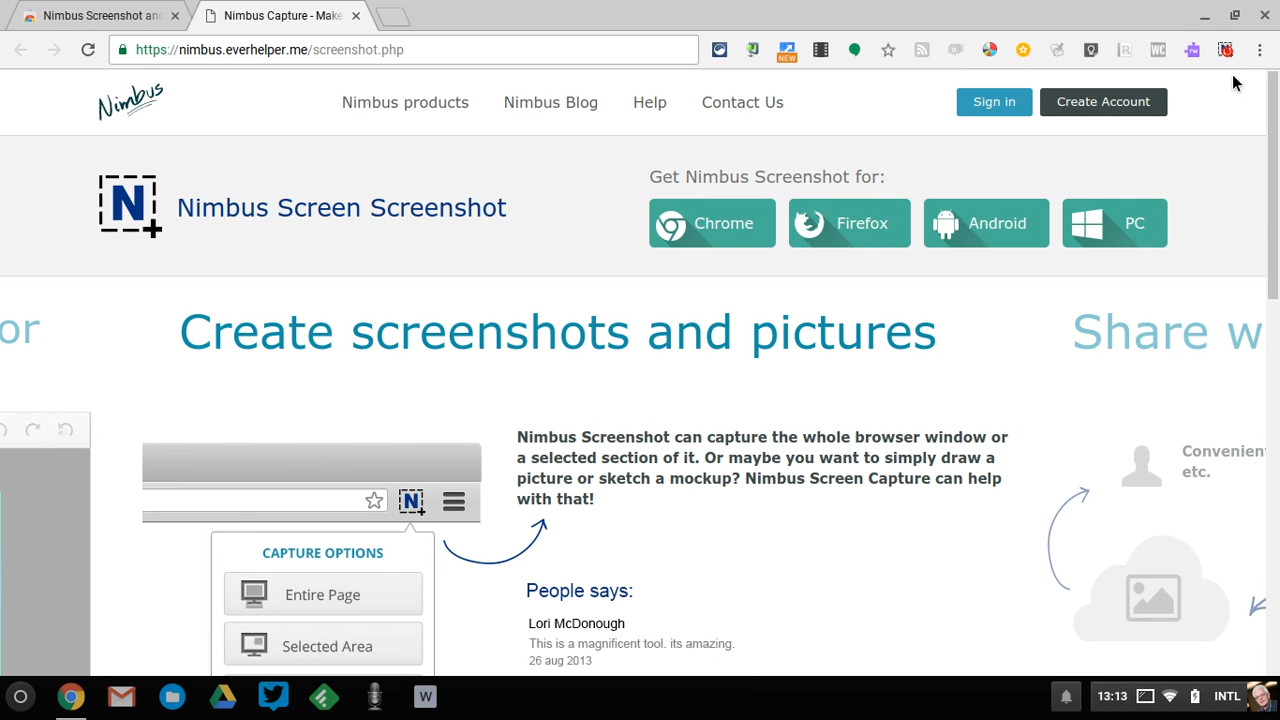 Nimbus Screenshot an
Nimbus Capture - Make
https://nimbus.everhelper.me/screenshot.php
NEW
R
WC
rw
N
Nimbus
Nimbus products
Nimbus Blog
Help
Contact Us
Sign in
Create Account
N
Nimbus Screen Screenshot
Get Nimbus Screenshot for:
Chrome
Firefox
Android
PC
or
Create screenshots and pictures
Share w
Nimbus Screenshot can capture the whole browser window or
a selected section of it. Or maybe you want to simply draw a
picture or sketch a mockup? Nimbus Screen Capture can help
with that!
Convenien
etc.
N
CAPTURE OPTIONS
Entire Page
Selected Area
People says:
Lori McDonough
This is a magnificent tool. its amazing.
26 aug 2013
W
13:13
INTL